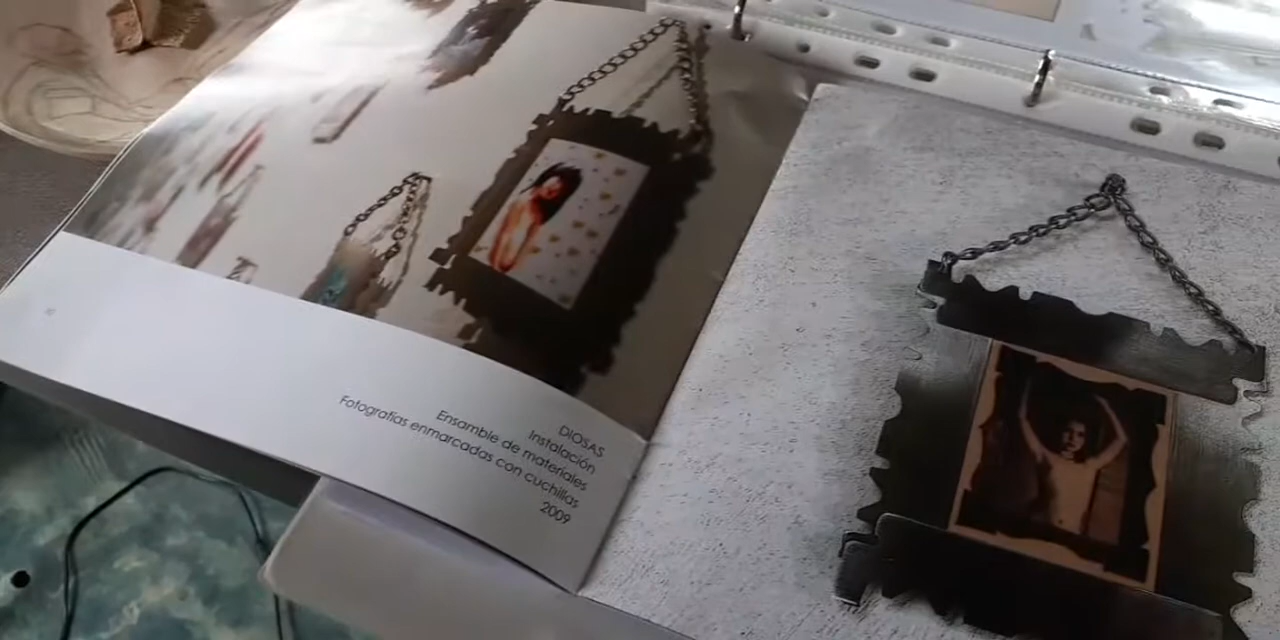 DIOSAS
Instalación
Ensamble de materiales
Fotografías enmarcadas con cuchillas
2009